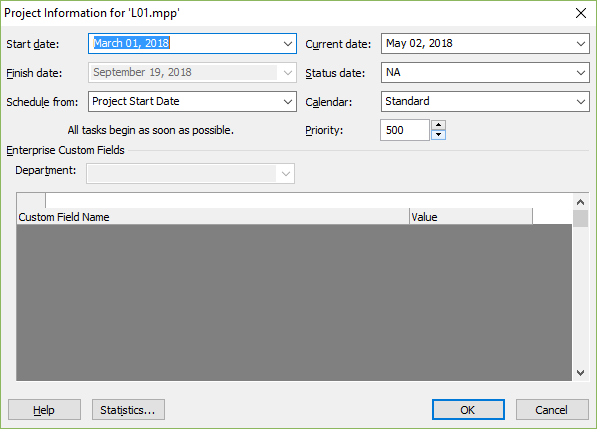 Project Information for 'L01.mpp'
Start date: March 01, 2018 Current date: May 02, 2018
Finish date: September 19, 2018 Status date: NA
Schedule from: Project Start Date Calendar: Standard
All tasks begin as soon as possible. Priority: 500
Enterprise Custom Fields
Department:
Custom Field Name Value
Help Statistics... OK Cancel